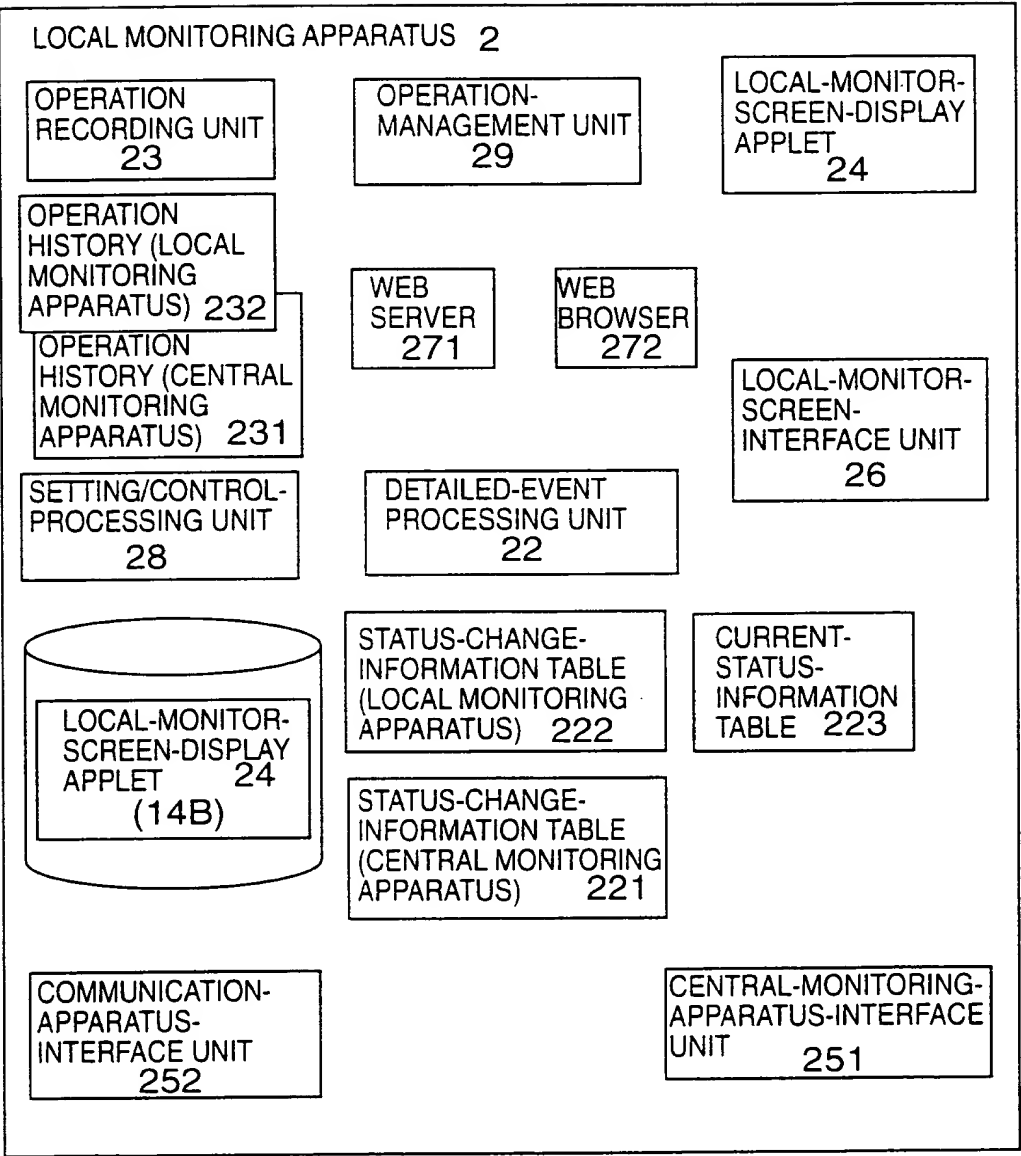 LOCAL MONITORING APPARATUS 2
OPERATION
RECORDING UNIT
23
OPERATION-
MANAGEMENT UNIT
29
LOCAL-MONITOR-
SCREEN-DISPLAY
APPLET
24
OPERATION
HISTORY (LOCAL
MONITORING
APPARATUS) 232
OPERATION
HISTORY (CENTRAL
MONITORING
APPARATUS) 231
WEB
SERVER
271
WEB
BROWSER
272
LOCAL-MONITOR-
SCREEN-
INTERFACE UNIT
26
SETTING/CONTROL-
PROCESSING UNIT
28
DETAILED-EVENT
PROCESSING UNIT
22
LOCAL-MONITOR-
SCREEN-DISPLAY
APPLET 24
(14B)
STATUS-CHANGE-
INFORMATION TABLE
(LOCAL MONITORING
APPARATUS) 222
CURRENT-
STATUS-
INFORMATION
TABLE 223
STATUS-CHANGE-
INFORMATION TABLE
(CENTRAL MONITORING
APPARATUS) 221
COMMUNICATION-
APPARATUS-
INTERFACE UNIT
252
CENTRAL-MONITORING-
APPARATUS-INTERFACE
UNIT 251